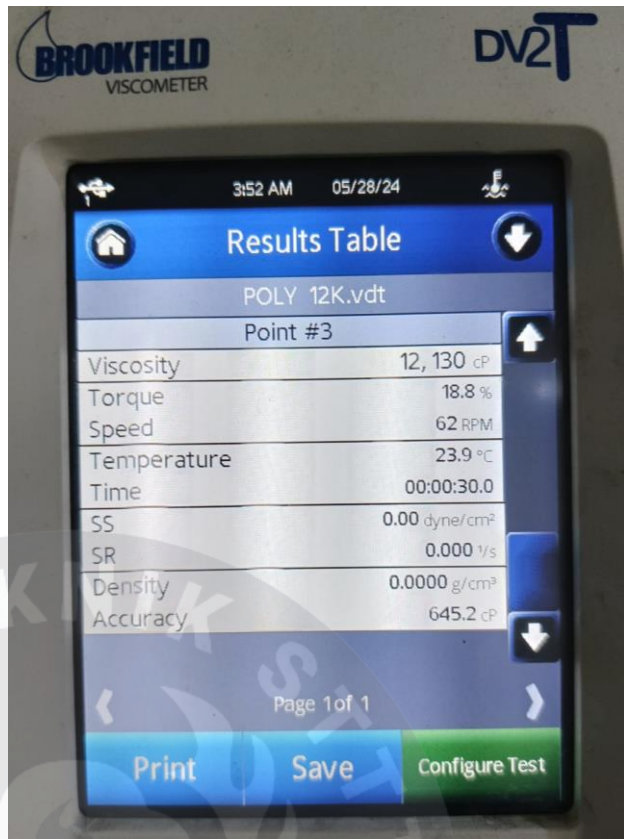 BROOKFIELD
VISCOMETER
DV2T
1
3:52 AM 05/28/24
Results Table
POLY 12K.vdt
Point #3
Viscosity 12, 130 cP
Torque 18.8 %
Speed 62 RPM
Temperature 23.9 °C
Time 00:00:30.0
SS 0.00 dyne/cm²
SR 0.000 ¹/s
Density 0.0000 g/cm³
Accuracy 645.2 cP
Page 1of 1
Print Save Configure Test